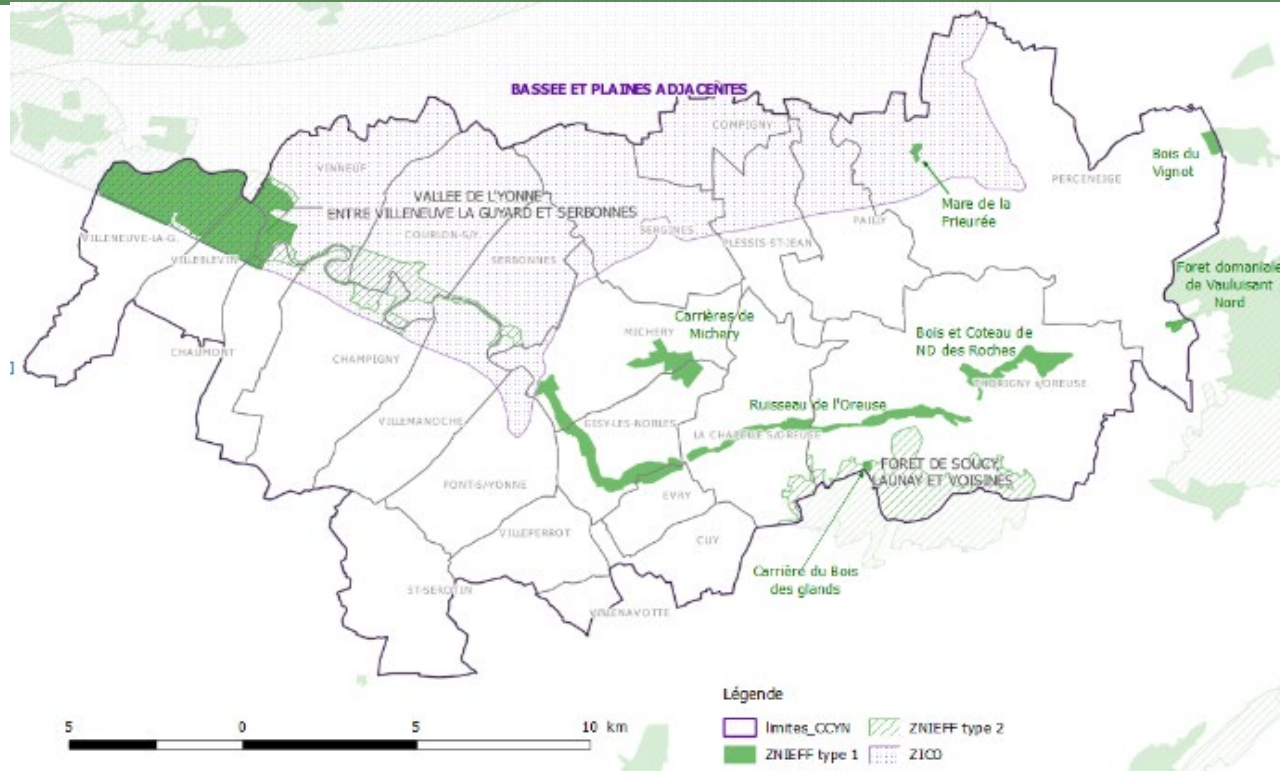 BASSEE ET PLAINES ADJACENTES
COMPIGNY
VINNEUF
Bois du
Vignot
PERCENEIGE
VALLEE DE L'YONNE
ENTRE VILLENEUVE LA GUYARD ET SERBONNES
Mare de la
Prieurée
PAILLY
VILLENEUVE-LA-G.
COURLON-S/Y
SERGINES
PLESSIS-ST-JEAN
VILLEBLEVIN
SERBONNES
Foret domaniale
de Vauluisant
Nord
Carrières de
Michery
MICHERY
Bois et Coteau de
ND des Roches
CHAUMONT
CHAMPIGNY
THORIGNY s/OREUSE
Ruisseau de l'Oreuse
VILLEMANOCHE
GISY-LES-NOBLES
LA CHAPELLE S/OREUSE
FORET DE SOUCY,
LAUNAY ET VOISINES
PONT-S/YONNE
EVRY
VILLEPERROT
CUY
Carrière du Bois
des glands
ST-SEROTIN
VILLENAVOTTE
Légende
limites_CCYN
ZNIEFF type 2
ZNIEFF type 1
ZICO
5 0 5 10 km